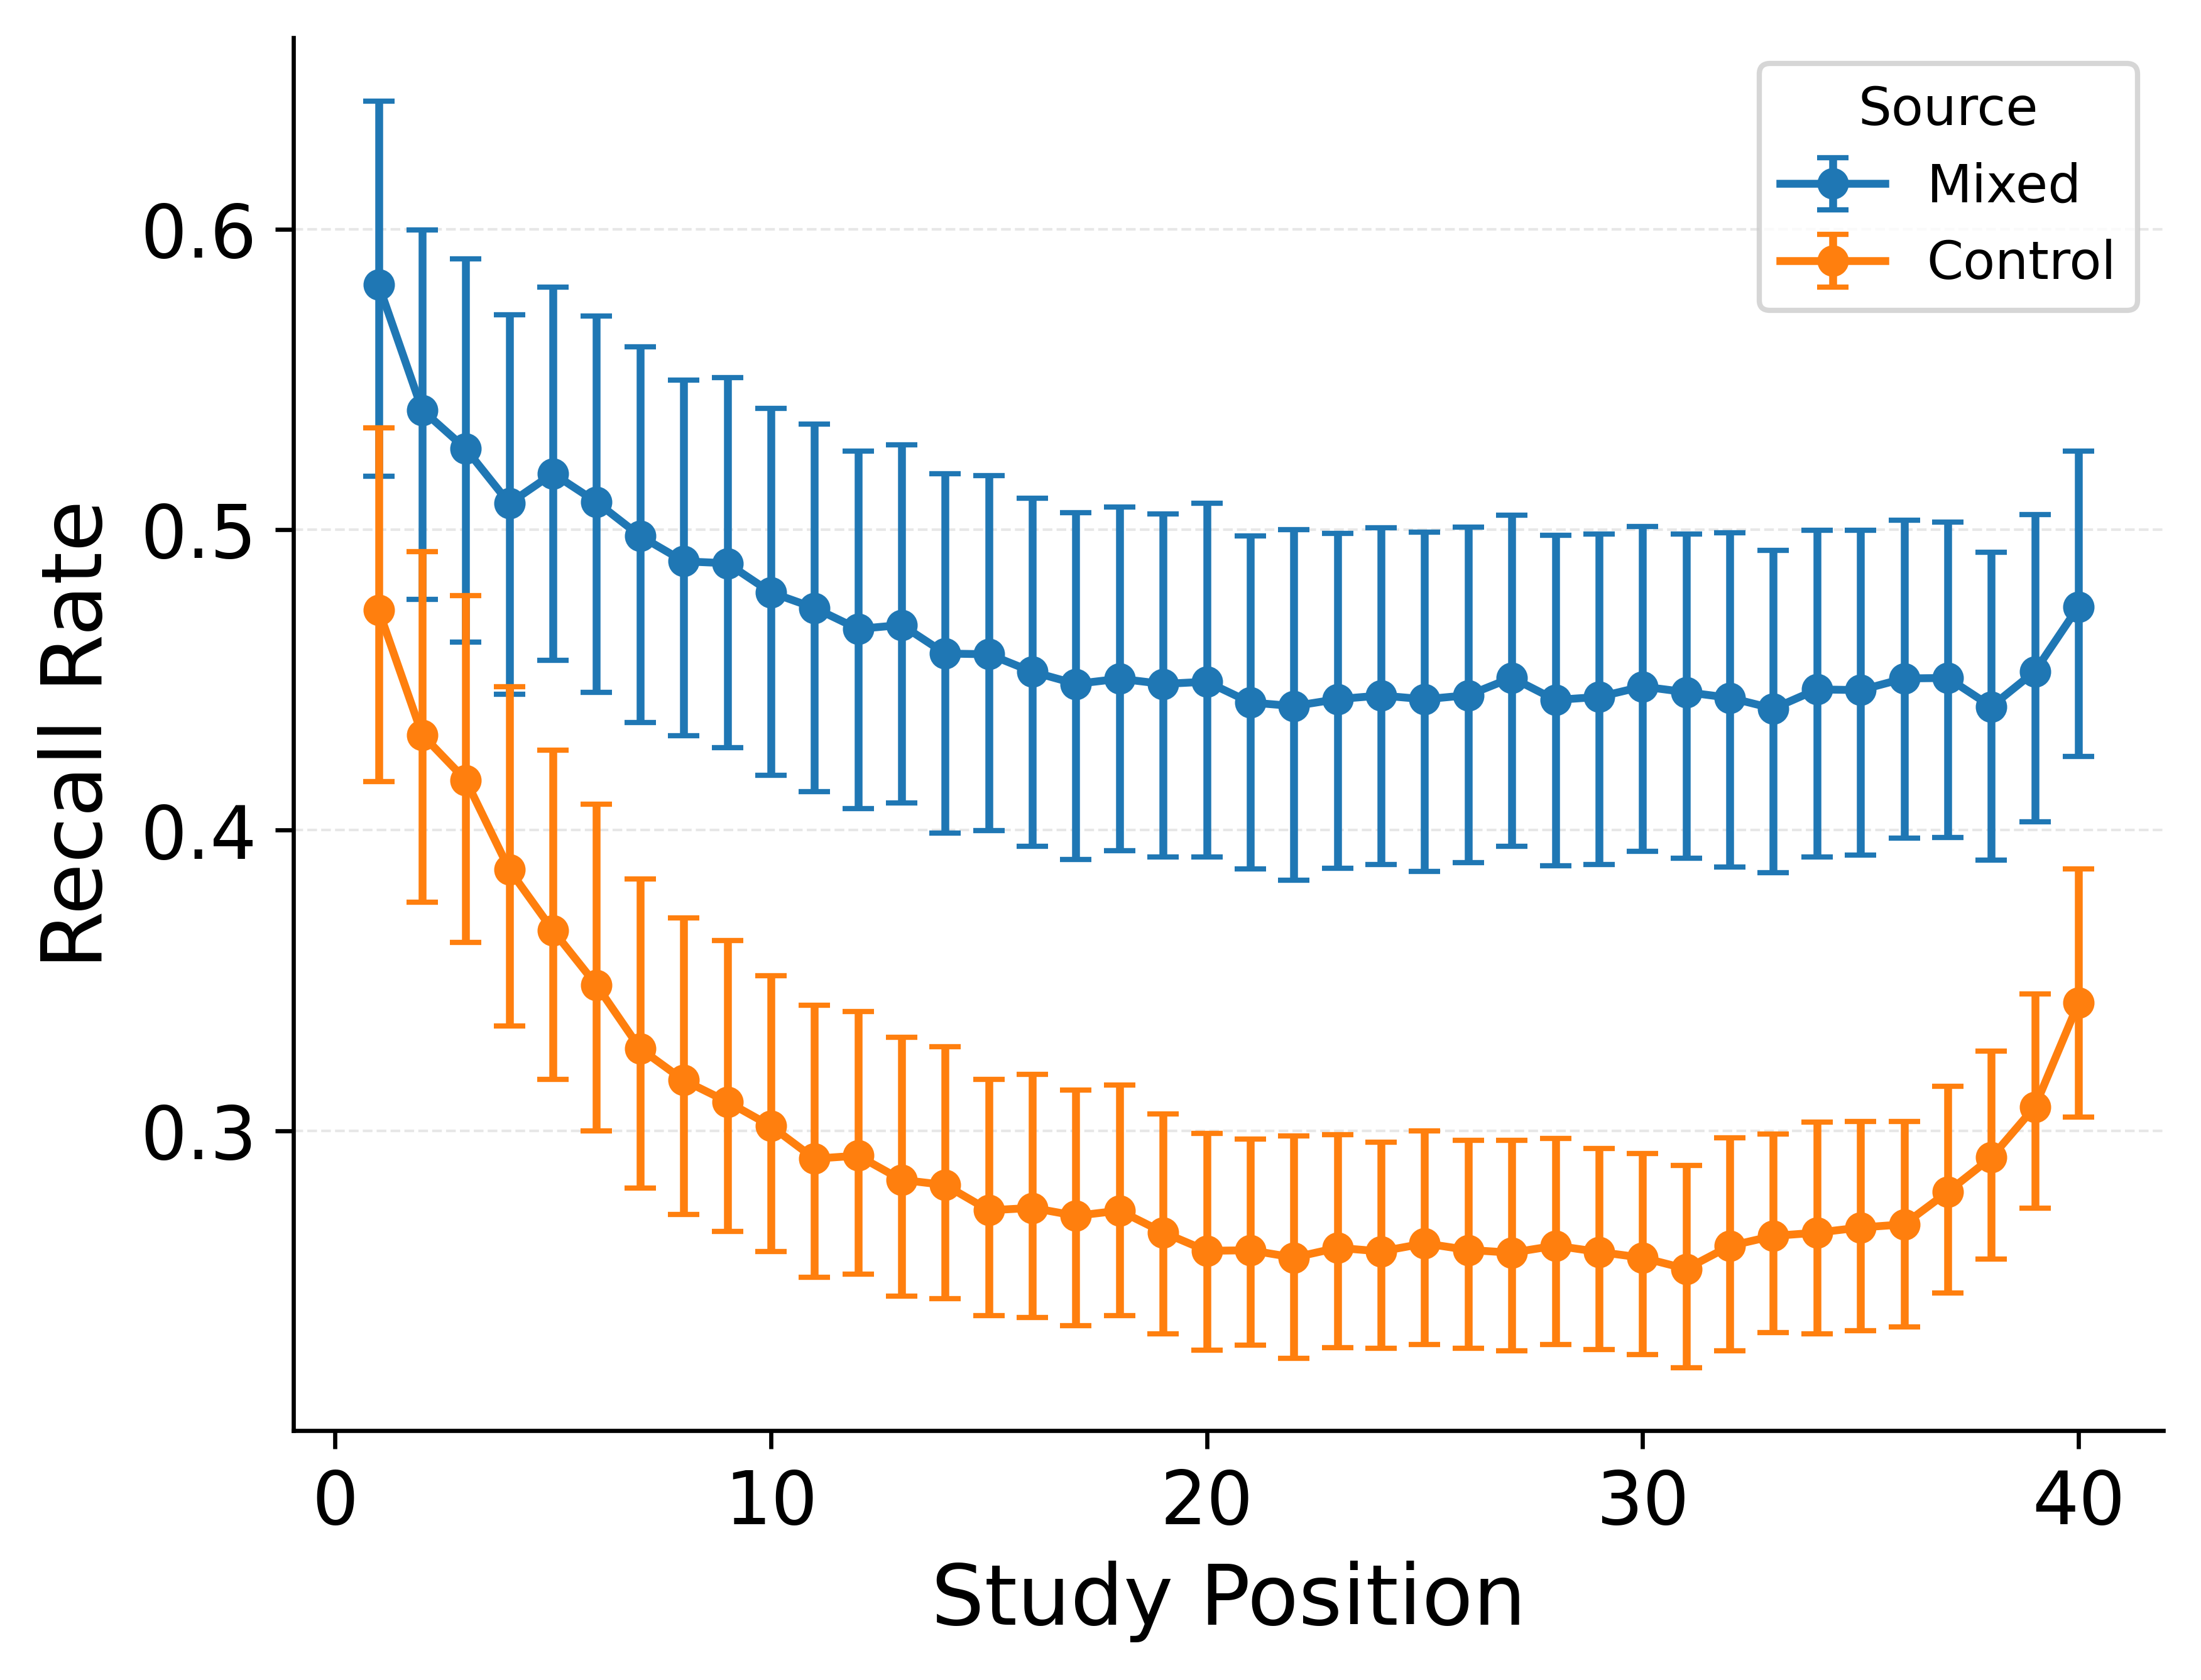 Source
Mixed
Control
0.6
0.5
0.4
0.3
Recall Rate
0 10 20 30 40
Study Position